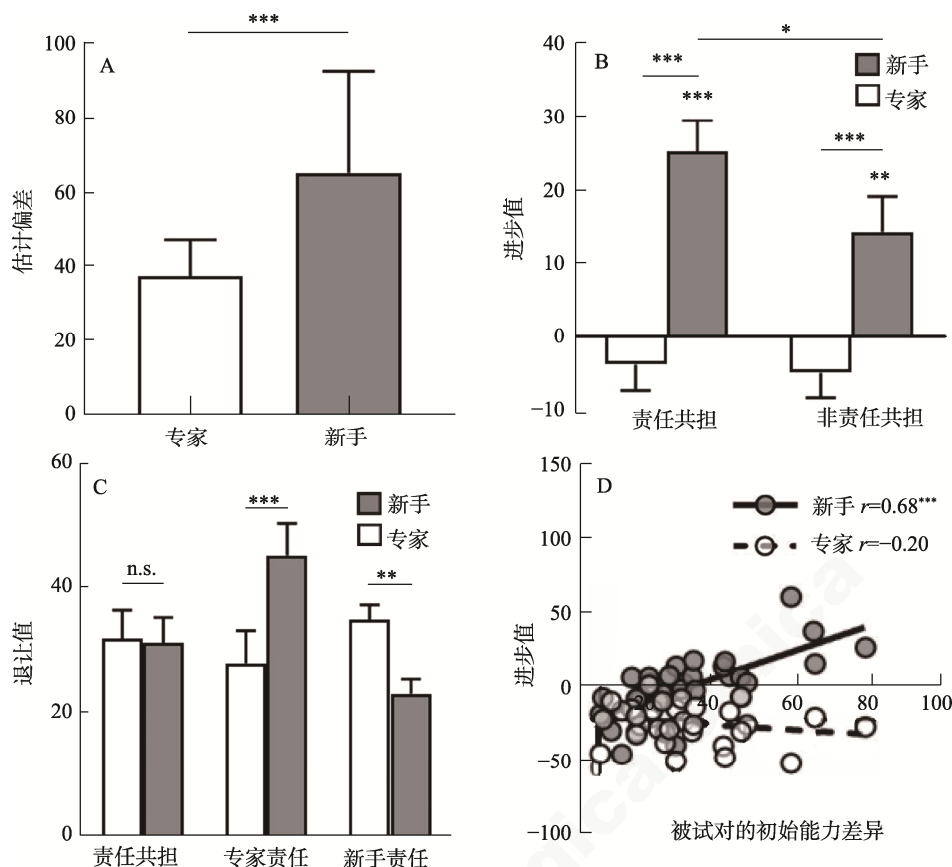 ***
100
A
80
60
40
20
0
估计偏差
专家
新手
*
40
B
新手
专家
***
***
***
**
30
20
10
0
−10
进步值
责任共担
非责任共担
60
C
新手
专家
n.s.
***
**
40
20
0
退让值
责任共担
专家责任
新手责任
150
D
新手 r=0.68***
专家 r=−0.20
100
50
0
−50
−100
进步值
20
40
60
80
100
被试对的初始能力差异